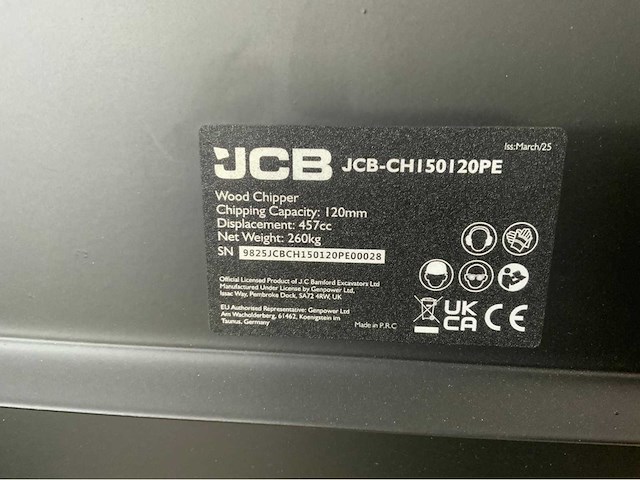 Iss:March/25
JCB JCB-CH150120PE
Wood Chipper
Chipping Capacity: 120mm
Displacement: 457cc
Net Weight: 260kg
SN 9825JCBCH150120PE00028
Official Licensed Product of J.C Bamford Excavators Ltd
Manufactured Under License by Genpower Ltd,
Isaac Way, Pembroke Dock, SA72 4RW, UK
EU Authorised Representative: Genpower Ltd
Am Wacholderberg, 61462, Koenigstein im
Taunus, Germany
Made in P.R.C
UK
CA CE